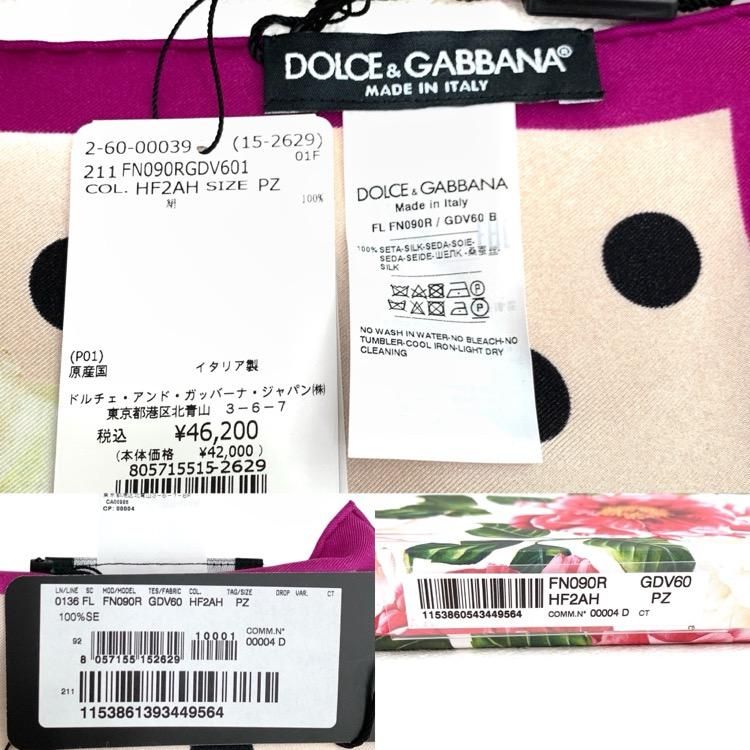 DOLCE & GABBANA®
MADE IN ITALY
2-60-00039 (15-2629)
01F
211 FN090RGDV601
COL. HF2AH SIZE PZ
絹 100%
(P01)
原産国 イタリア製
ドルチェ・アンド・ガッバーナ・ジャパン㈱
東京都港区北青山 3-6-7
税込 ¥46,200
(本体価格 ¥42,000)
805715515-2629
DOLCE & GABBANA
Made in Italy
FL FN090R / GDV60 B
100% SETA-SILK-SEDA-SOIE-
SEDA-SEIDE-ШЕЛК -桑蚕丝-
SILK
NO WASH IN WATER-NO BLEACH-NO
TUMBLER-COOL IRON-LIGHT DRY
CLEANING
CA00986
CP: 00004
LN/LINE SC MOD/MODEL TES/FABRIC COL. TAG/SIZE DROP VAR. CT
0136 FL FN090R GDV60 HF2AH PZ
100%SE
92 10001 COMM.N°
00004 D
8 057155 152629
211
1153861393449564
FN090R GDV60
HF2AH PZ
1153860543449564 COMM.N° 00004 D CT